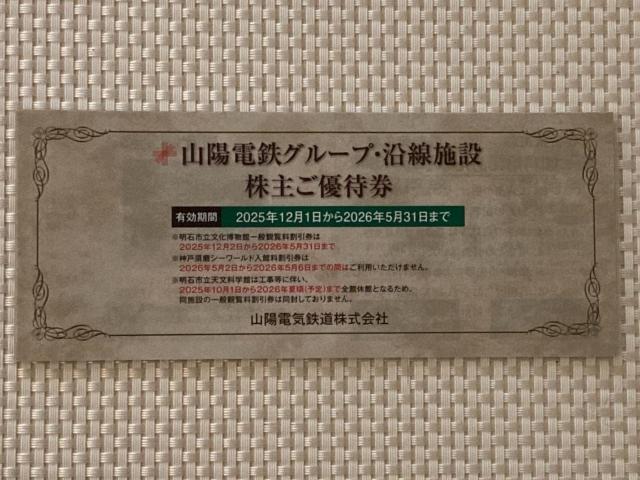 山陽電鉄グループ・沿線施設
株主ご優待券
有効期間 2025年12月1日から2026年5月31日まで
※明石市立文化博物館一般観覧料割引券は
2025年12月2日から2026年5月31日まで
※神戸須磨シーワールド入館料割引券は
2026年5月2日から2026年5月6日までの間はご利用いただけません。
※明石市立天文科学館は工事等に伴い、
2025年10月1日から2026年夏頃(予定)まで全館休館となるため、
同施設の一般観覧料割引券は同封しておりません。
山陽電気鉄道株式会社